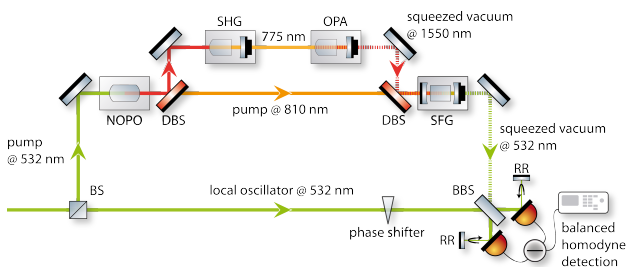 SHG
775 nm
OPA
squeezed vacuum
@ 1550 nm
NOPO
DBS
pump @ 810 nm
DBS
SFG
pump
@ 532 nm
squeezed vacuum
@ 532 nm
BS
local oscillator @ 532 nm
BBS
RR
phase shifter
RR
balanced
homodyne
detection